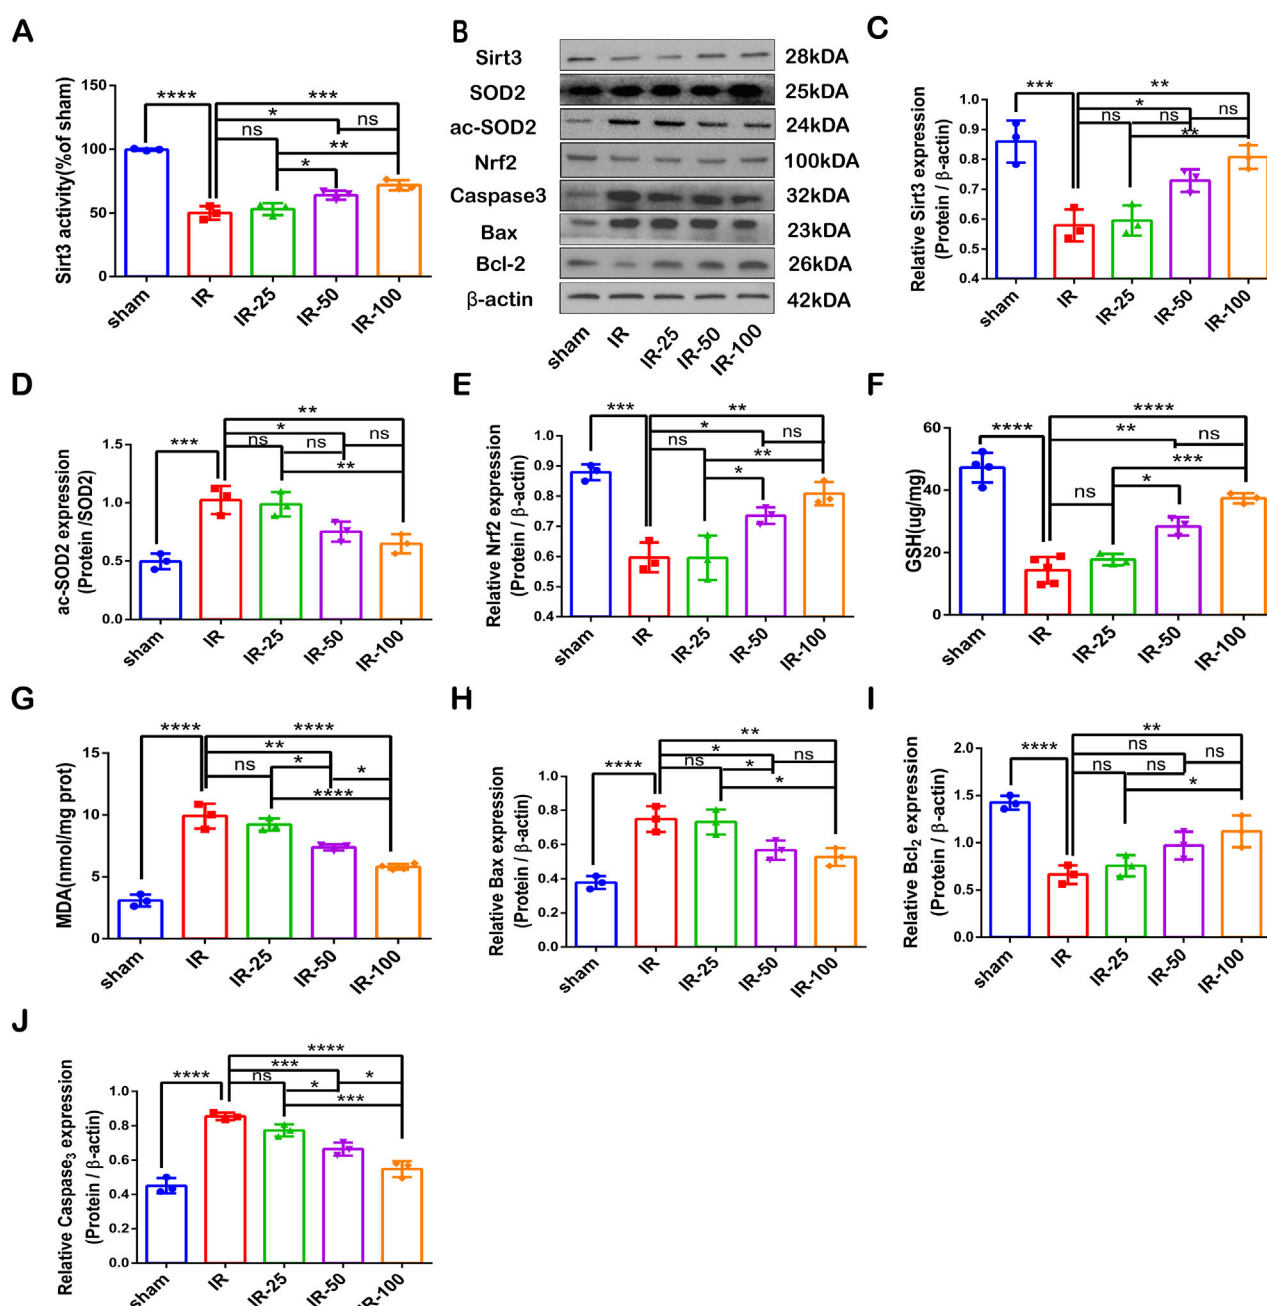 A
Sirt3 activity(% of sham)
150
100
50
0
****
***
*
ns
ns
**
*
sham
IR
IR-25
IR-50
IR-100
B
Sirt3
28kDA
SOD2
25kDA
ac-SOD2
24kDA
Nrf2
100kDA
Caspase3
32kDA
Bax
23kDA
Bcl-2
26kDA
β-actin
42kDA
sham
IR
IR-25
IR-50
IR-100
C
Relative Sirt3 expression
(Protein / β-actin)
1.0
0.9
0.8
0.7
0.6
0.5
0.4
***
**
*
ns
ns
ns
**
sham
IR
IR-25
IR-50
IR-100
D
ac-SOD2 expression
(Protein /SOD2)
1.5
1.0
0.5
0.0
***
**
*
ns
ns
ns
**
sham
IR
IR-25
IR-50
IR-100
E
Relative Nrf2 expression
(Protein / β-actin)
1.0
0.9
0.8
0.7
0.6
0.5
0.4
***
**
*
ns
ns
**
*
sham
IR
IR-25
IR-50
IR-100
F
GSH(ug/mg)
60
40
20
0
****
****
**
ns
***
*
ns
sham
IR
IR-25
IR-50
IR-100
G
MDA(nmol/mg prot)
15
10
5
0
****
****
**
ns
*
*
****
sham
IR
IR-25
IR-50
IR-100
H
Relative Bax expression
(Protein / β-actin)
1.0
0.8
0.6
0.4
0.2
0.0
****
**
*
ns
ns
*
*
sham
IR
IR-25
IR-50
IR-100
I
Relative Bcl2 expression
(Protein / β-actin)
2.0
1.5
1.0
0.5
0.0
****
**
ns
ns
ns
ns
*
sham
IR
IR-25
IR-50
IR-100
J
Relative Caspase3 expression
(Protein / β-actin)
1.0
0.8
0.6
0.4
0.2
0.0
****
****
***
ns
*
*
***
sham
IR
IR-25
IR-50
IR-100